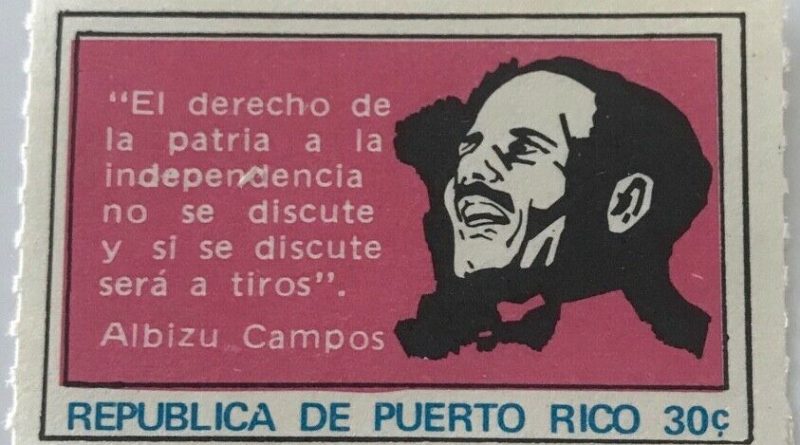 “El derecho de
la patria a la
independencia
no se discute
y si se discute
será a tiros”.
Albizu Campos
REPUBLICA DE PUERTO RICO 30¢